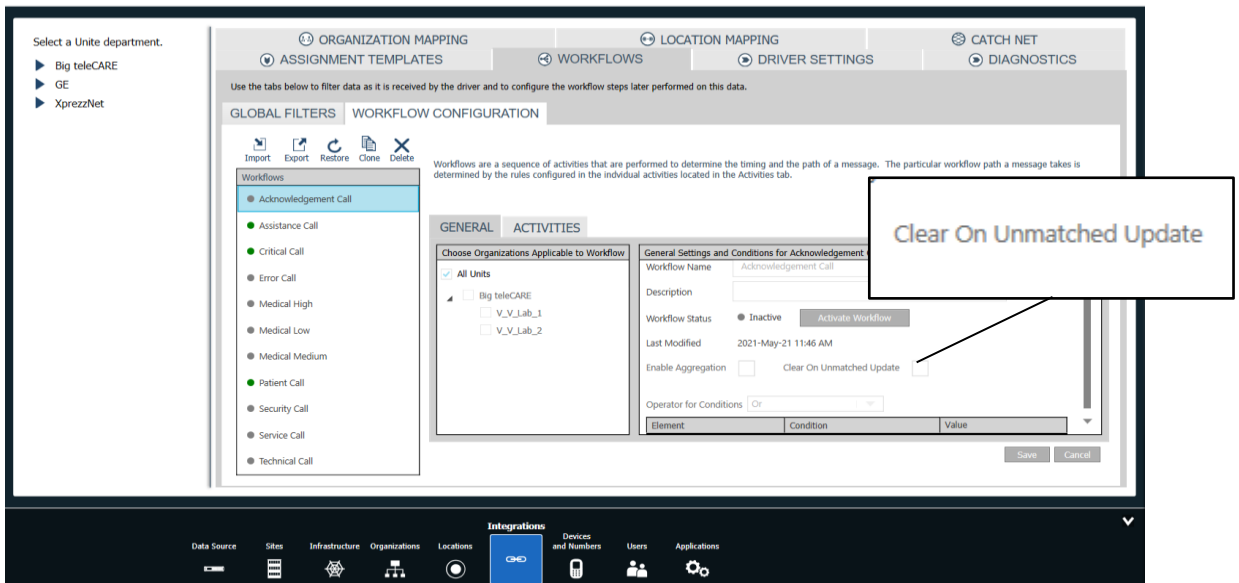 Select a Unite department.
Big teleCARE
GE
XprezzNet
ORGANIZATION MAPPING
LOCATION MAPPING
CATCH NET
ASSIGNMENT TEMPLATES
WORKFLOWS
DRIVER SETTINGS
DIAGNOSTICS
Use the tabs below to filter data as it is received by the driver and to configure the workflow steps later performed on this data.
GLOBAL FILTERS
WORKFLOW CONFIGURATION
Import
Export
Restore
Clone
Delete
Workflows
Acknowledgement Call
Assistance Call
Critical Call
Error Call
Medical High
Medical Low
Medical Medium
Patient Call
Security Call
Service Call
Technical Call
Workflows are a sequence of activities that are performed to determine the timing and the path of a message. The particular workflow path a message takes is
determined by the rules configured in the indvidual activities located in the Activities tab.
GENERAL
ACTIVITIES
Choose Organizations Applicable to Workflow
All Units
Big teleCARE
V_V_Lab_1
V_V_Lab_2
General Settings and Conditions for Acknowledgement
Workflow Name
Acknowledgement Call
Description
Workflow Status
Inactive
Activate Workflow
Last Modified
2021-May-21 11:46 AM
Enable Aggregation
Clear On Unmatched Update
Operator for Conditions
Or
Element
Condition
Value
Save
Cancel
Clear On Unmatched Update
Data Source
Sites
Infrastructure
Organizations
Locations
Integrations
Devices
and Numbers
Users
Applications